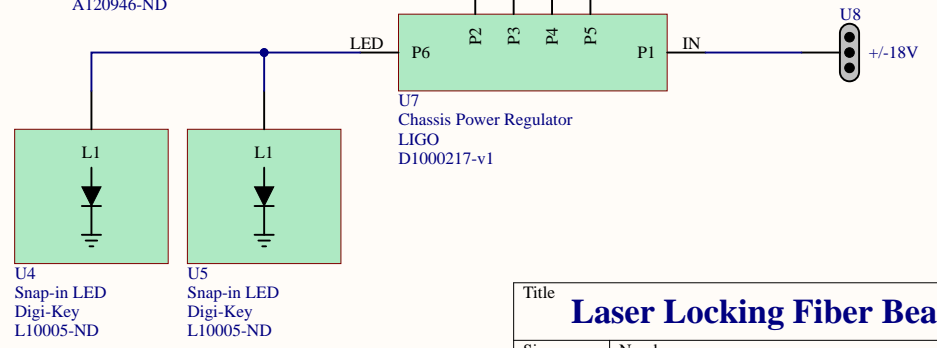 A120946-ND
U8
LED
P6
P2
P3
P4
P5
P1
IN
+/-18V
U7
Chassis Power Regulator
LIGO
D1000217-v1
L1
L1
U4
Snap-in LED
Digi-Key
L10005-ND
U5
Snap-in LED
Digi-Key
L10005-ND
Title
Laser Locking Fiber Bea